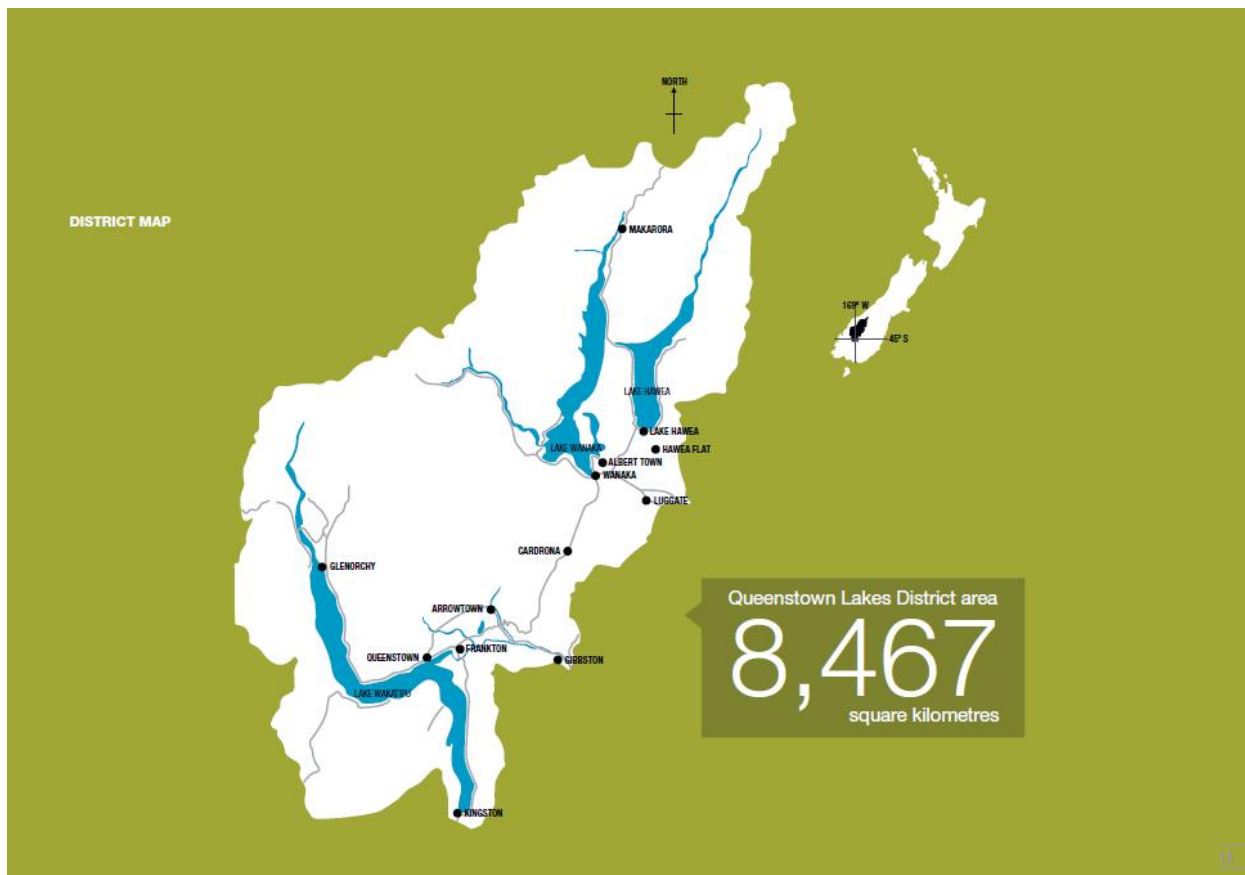 NORTH
DISTRICT MAP
MAKARORA
169° W
45° S
LAKE HAWEA
LAKE HAWEA
LAKE WANAKA
HAWEA FLAT
ALBERT TOWN
WANAKA
LUGGATE
CARDRONA
GLENORCHY
ARROWTOWN
QUEENSTOWN
FRANKTON
GIBBSTON
LAKE WAKATIPU
KINGSTON
Queenstown Lakes District area
8,467
square kilometres